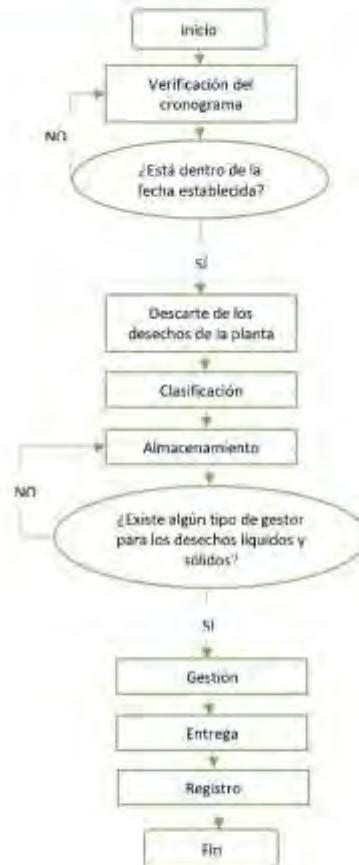 Inicio
Verificación del
cronograma
NO
¿Está dentro de la
fecha establecida?
SÍ
Descarte de los
desechos de la planta
Clasificación
Almacenamiento
NO
¿Existe algún tipo de gestor
para los desechos líquidos y
sólidos?
SÍ
Gestión
Entrega
Registro
Fin